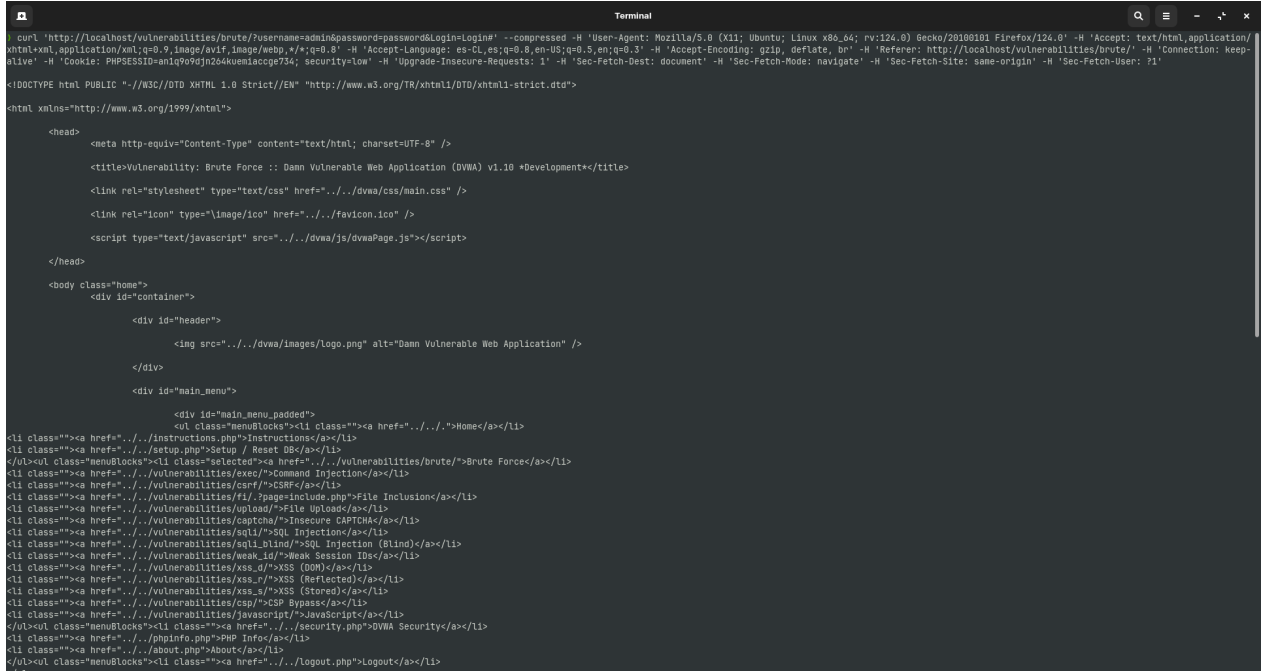 Terminal
) curl 'http://localhost/vulnerabilities/brute/?username=admin&password=password&Login=Login#' --compressed -H 'User-Agent: Mozilla/5.0 (X11; Ubuntu; Linux x86_64; rv:124.0) Gecko/20100101 Firefox/124.0' -H 'Accept: text/html,application/
xhtml+xml,application/xml;q=0.9,image/avif,image/webp,*/*;q=0.8' -H 'Accept-Language: es-CL,es;q=0.8,en-US;q=0.5,en;q=0.3' -H 'Accept-Encoding: gzip, deflate, br' -H 'Referer: http://localhost/vulnerabilities/brute/' -H 'Connection: keep-
alive' -H 'Cookie: PHPSESSID=an1q9o9djn264kuemiaccge734; security=low' -H 'Upgrade-Insecure-Requests: 1' -H 'Sec-Fetch-Dest: document' -H 'Sec-Fetch-Mode: navigate' -H 'Sec-Fetch-Site: same-origin' -H 'Sec-Fetch-User: ?1'
<!DOCTYPE html PUBLIC "-//W3C//DTD XHTML 1.0 Strict//EN" "http://www.w3.org/TR/xhtml1/DTD/xhtml1-strict.dtd">
<html xmlns="http://www.w3.org/1999/xhtml">
<head>
<meta http-equiv="Content-Type" content="text/html; charset=UTF-8" />
<title>Vulnerability: Brute Force :: Damn Vulnerable Web Application (DVWA) v1.10 *Development*</title>
<link rel="stylesheet" type="text/css" href="../../dvwa/css/main.css" />
<link rel="icon" type="\image/ico" href="../../favicon.ico" />
<script type="text/javascript" src="../../dvwa/js/dvwaPage.js"></script>
</head>
<body class="home">
<div id="container">
<div id="header">
<img src="../../dvwa/images/logo.png" alt="Damn Vulnerable Web Application" />
</div>
<div id="main_menu">
<div id="main_menu_padded">
<ul class="menuBlocks"><li class=""><a href="../../.">Home</a></li>
<li class=""><a href="../../instructions.php">Instructions</a></li>
<li class=""><a href="../../setup.php">Setup / Reset DB</a></li>
</ul><ul class="menuBlocks"><li class="selected"><a href="../../vulnerabilities/brute/">Brute Force</a></li>
<li class=""><a href="../../vulnerabilities/exec/">Command Injection</a></li>
<li class=""><a href="../../vulnerabilities/csrf/">CSRF</a></li>
<li class=""><a href="../../vulnerabilities/fi/.?page=include.php">File Inclusion</a></li>
<li class=""><a href="../../vulnerabilities/upload/">File Upload</a></li>
<li class=""><a href="../../vulnerabilities/captcha/">Insecure CAPTCHA</a></li>
<li class=""><a href="../../vulnerabilities/sqli/">SQL Injection</a></li>
<li class=""><a href="../../vulnerabilities/sqli_blind/">SQL Injection (Blind)</a></li>
<li class=""><a href="../../vulnerabilities/weak_id/">Weak Session IDs</a></li>
<li class=""><a href="../../vulnerabilities/xss_d/">XSS (DOM)</a></li>
<li class=""><a href="../../vulnerabilities/xss_r/">XSS (Reflected)</a></li>
<li class=""><a href="../../vulnerabilities/xss_s/">XSS (Stored)</a></li>
<li class=""><a href="../../vulnerabilities/csp/">CSP Bypass</a></li>
<li class=""><a href="../../vulnerabilities/javascript/">JavaScript</a></li>
</ul><ul class="menuBlocks"><li class=""><a href="../../security.php">DVWA Security</a></li>
<li class=""><a href="../../phpinfo.php">PHP Info</a></li>
<li class=""><a href="../../about.php">About</a></li>
</ul><ul class="menuBlocks"><li class=""><a href="../../logout.php">Logout</a></li>